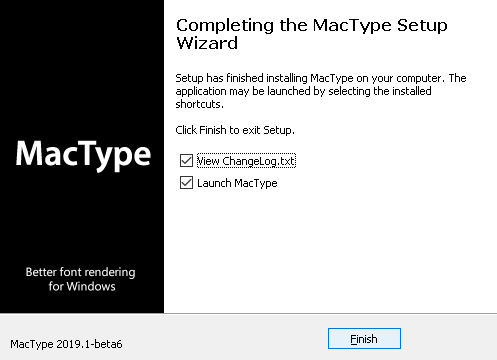 Completing the MacType Setup
Wizard
Setup has finished installing MacType on your computer. The
application may be launched by selecting the installed
shortcuts.
Click Finish to exit Setup.
View ChangeLog.txt
Launch MacType
MacType
Better font rendering
for Windows
MacType 2019.1-beta6
Finish